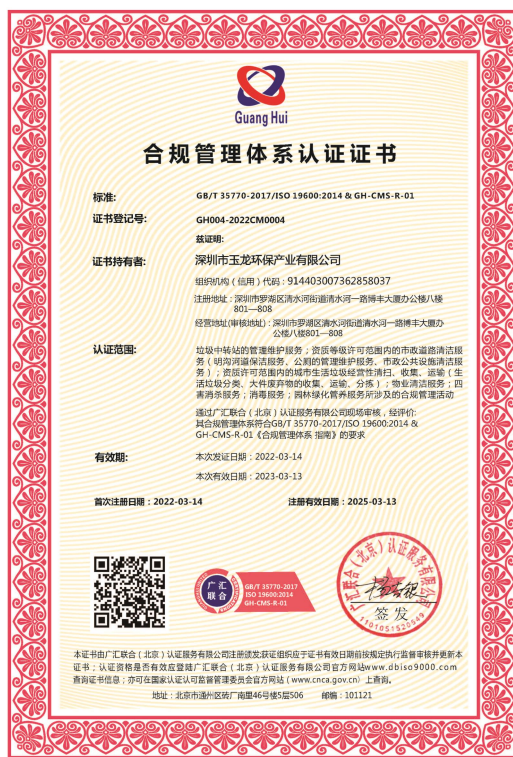 Guang Hui
合规管理体系认证证书
标准: GB/T 35770-2017/ISO 19600:2014 & GH-CMS-R-01
证书登记号: GH004-2022CM0004
兹证明:
证书持有者: 深圳市玉龙环保产业有限公司
组织机构（信用）代码：914403007362858037
注册地址：深圳市罗湖区清水河街道清水河一路博丰大厦办公楼八楼
801—808
经营地址(审核地址)：深圳市罗湖区清水河街道清水河一路博丰大厦办
公楼八楼801—808
认证范围: 垃圾中转站的管理维护服务；资质等级许可范围内的市政道路清洁服
务（明沟河道保洁服务、公厕的管理维护服务、市政公共设施清洁服
务）；资质许可范围内的城市生活垃圾经营性清扫、收集、运输（生
活垃圾分类、大件废弃物的收集、运输、分拣）；物业清洁服务；四
害消杀服务；消毒服务；园林绿化管养服务所涉及的合规管理活动
通过广汇联合（北京）认证服务有限公司现场审核，经评价:
其合规管理体系符合GB/T 35770-2017/ISO 19600:2014 &
GH-CMS-R-01《合规管理体系 指南》的要求
有效期: 本次发证日期：2022-03-14
本次有效日期：2023-03-13
首次注册日期：2022-03-14 注册有效日期：2025-03-13
广汇
联合
GB/T 35770-2017
ISO 19600:2014
GH-CMS-R-01
广汇联合（北京）认证服务有限公司
签发
1101051520549
本证书由广汇联合（北京）认证服务有限公司注册颁发获证组织应于证书有效日期前按规定执行监督审核并更新本
证书；认证资格是否有效应登陆广汇联合（北京）认证服务有限公司官方网站www.dbiso9000.com
查询证书信息；亦可在国家认证认可监督管理委员会官方网站（www.cnca.gov.cn）上查询。
地址：北京市通州区砖厂南里46号楼5层506 邮编：101121